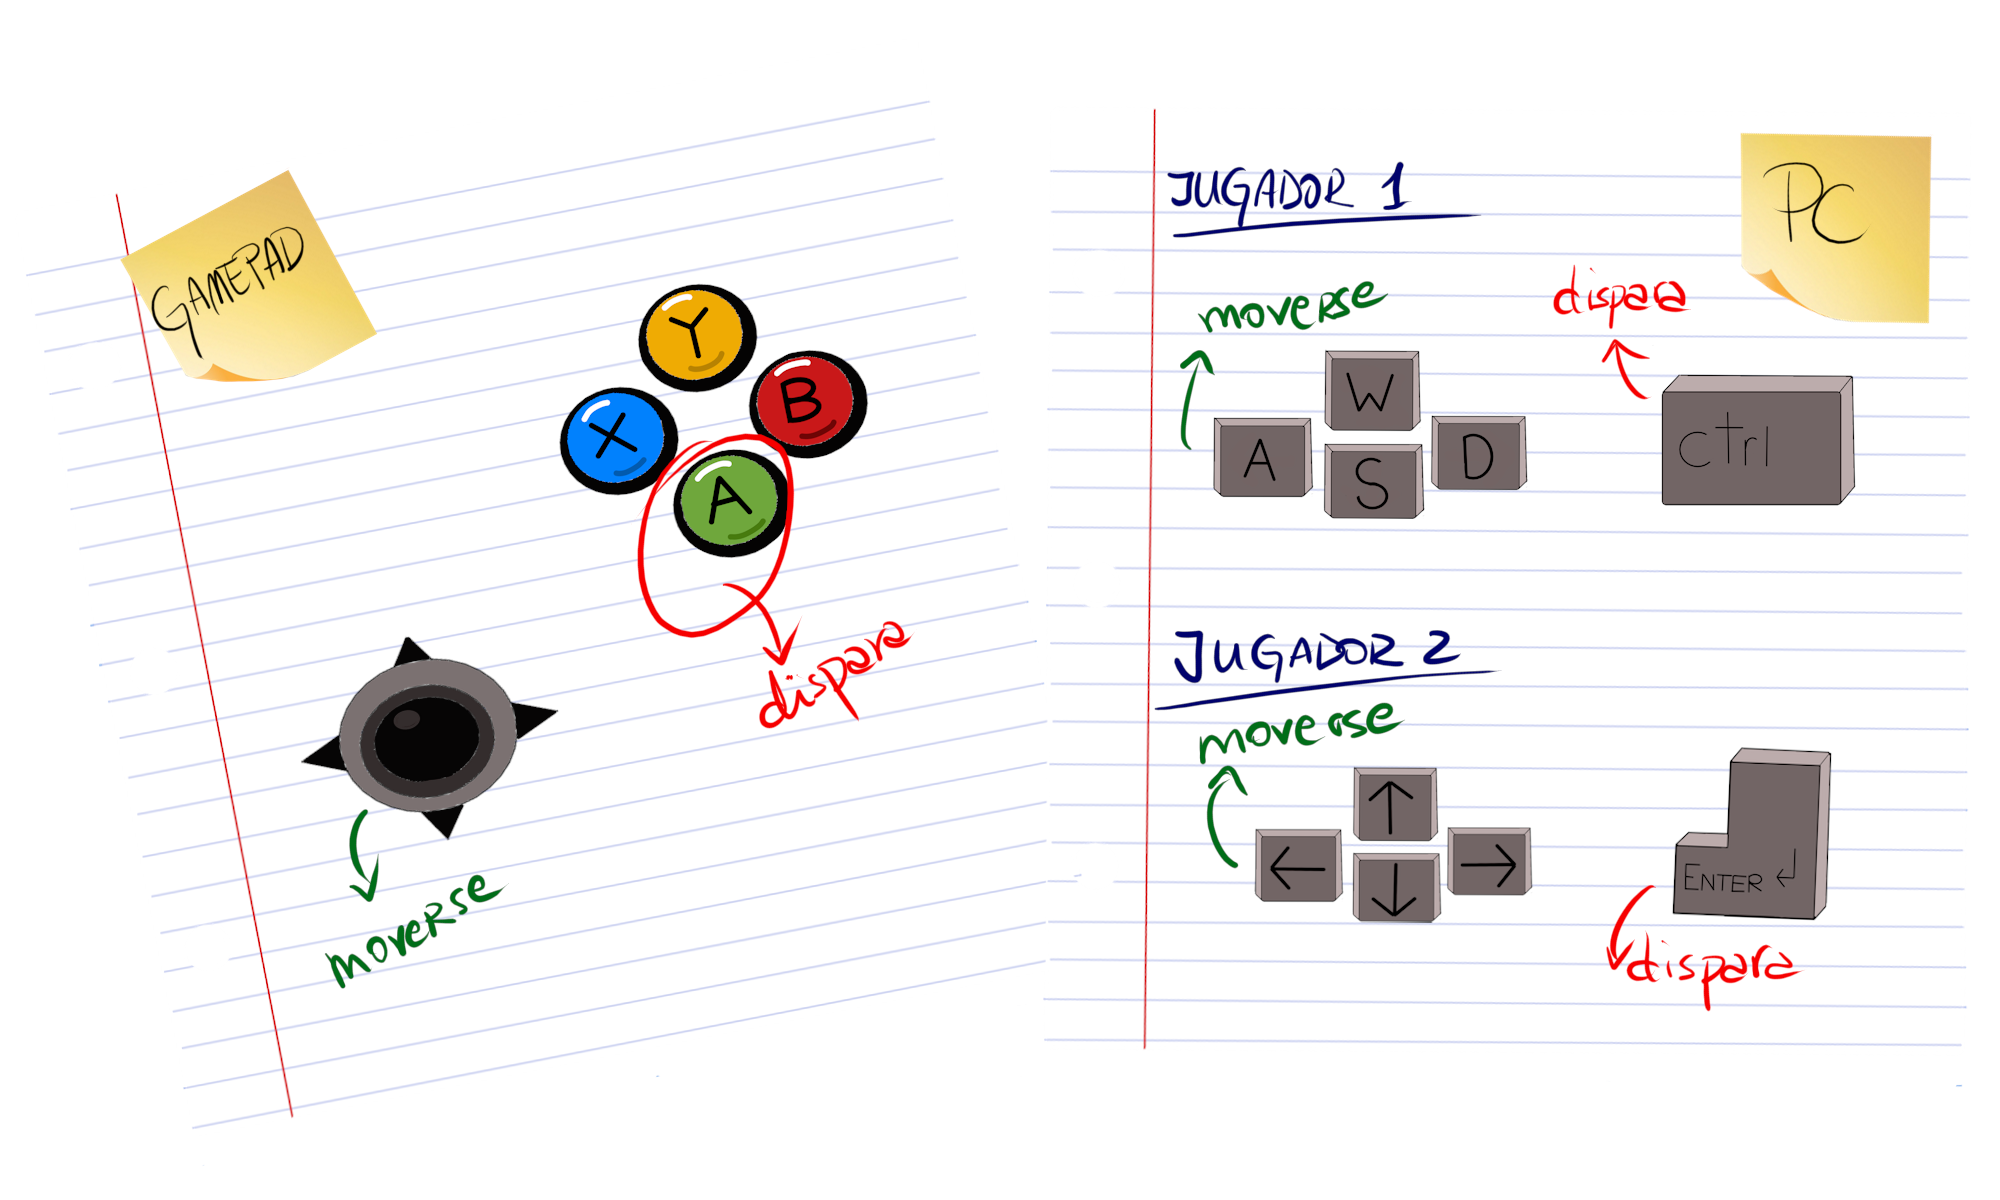 GAMEPAD
Y
B
X
A
dispara
moverse
PC
JUGADOR 1
moverse
dispara
W
A S D
ctrl
JUGADOR 2
moverse
↑
← ↓ →
ENTER ↵
dispara